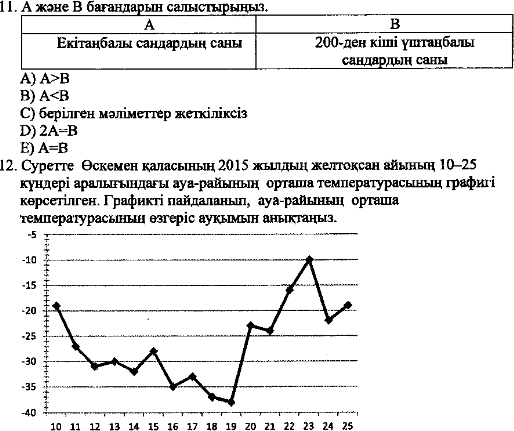 11. А және В бағандарын салыстырыңыз.
А В
Екітаңбалы сандардың саны 200-ден кіші үштаңбалы
сандардың саны
A) A>B
B) A<B
C) берілген мәліметтер жеткіліксіз
D) 2A=B
E) A=B
12. Суретте Өскемен қаласының 2015 жылдың желтоқсан айының 10–25
күндері аралығындағы ауа-райының орташа температурасының графигі
көрсетілген. Графикті пайдаланып, ауа-райының орташа
температурасының өзгеріс ауқымын анықтаңыз.
-5
-10
-15
-20
-25
-30
-35
-40
10 11 12 13 14 15 16 17 18 19 20 21 22 23 24 25